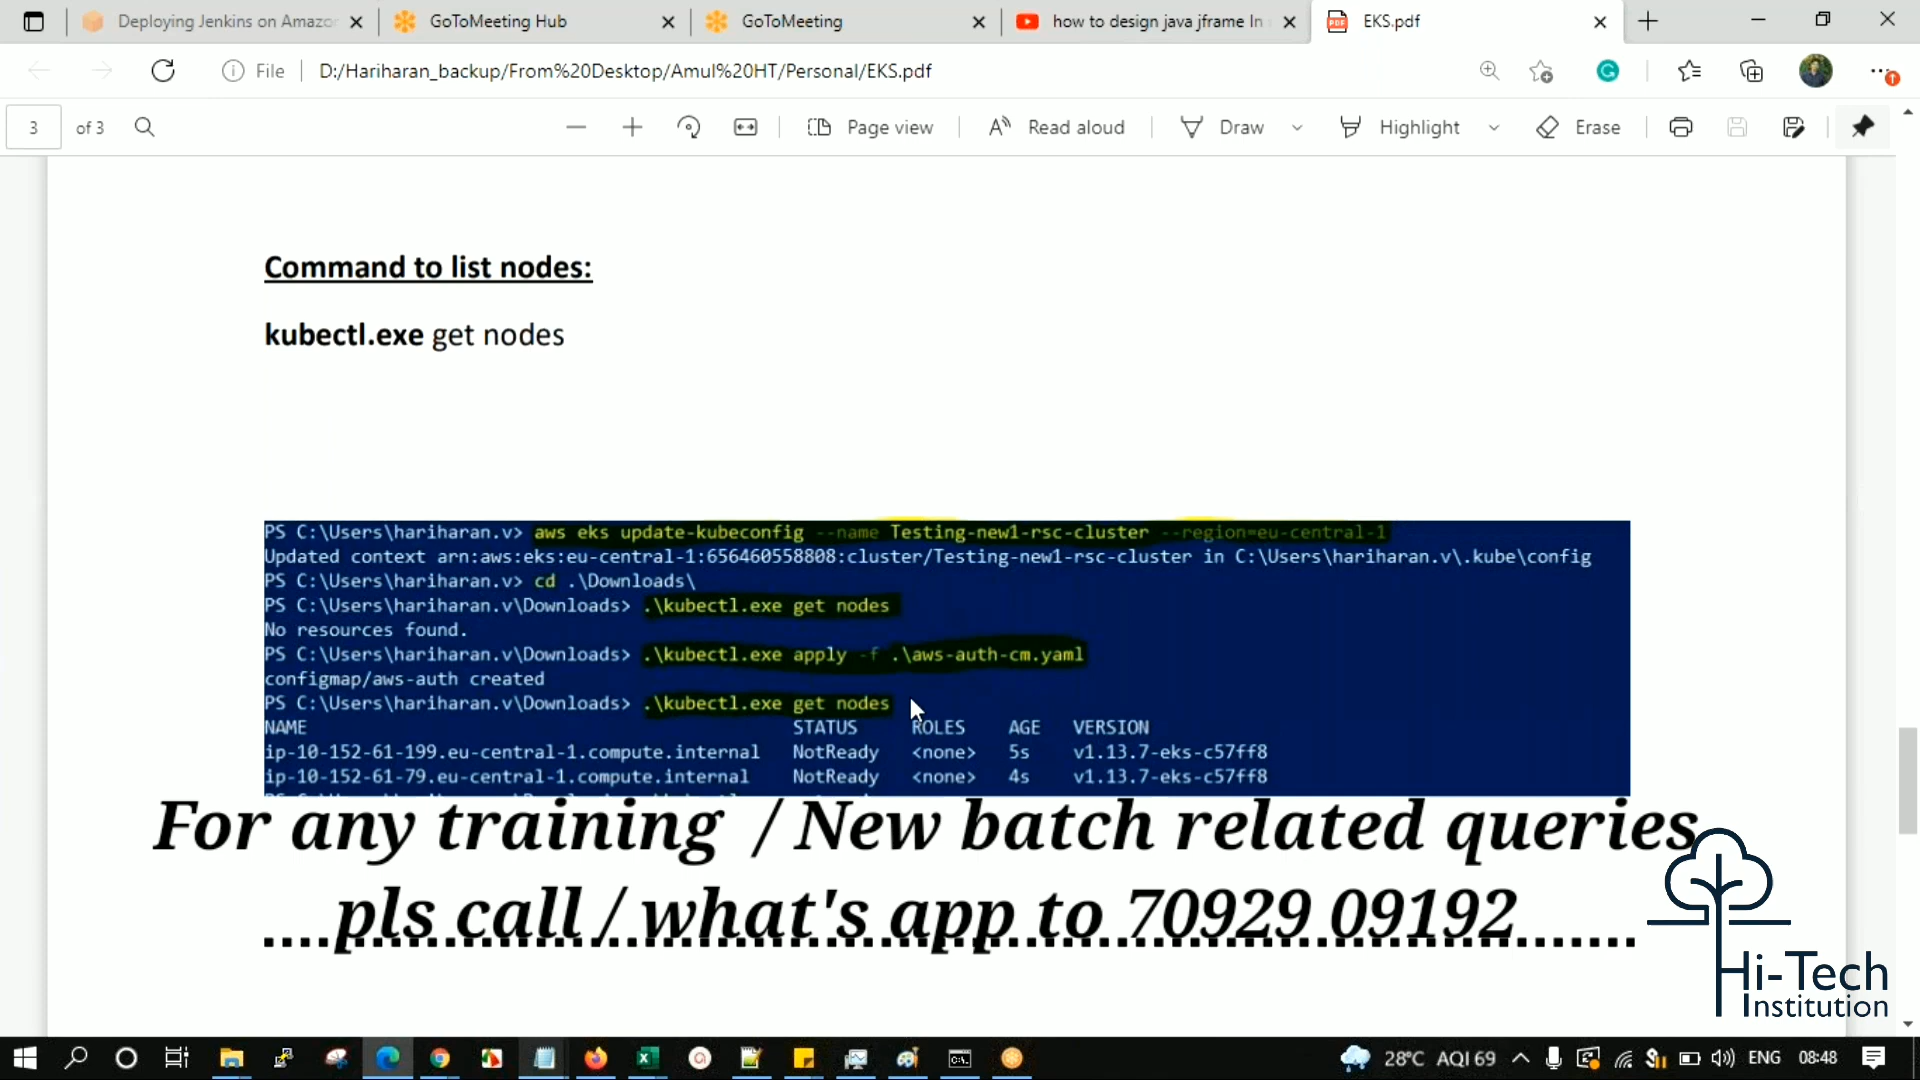 Deploying Jenkins on Amazo
GoToMeeting Hub
GoToMeeting
how to design java jframe In
EKS.pdf
File
D:/Hariharan_backup/From%20Desktop/Amul%20HT/Personal/EKS.pdf
3 of 3
Page view
Read aloud
Draw
Highlight
Erase
Command to list nodes:
kubectl.exe get nodes
PS C:\Users\hariharan.v> aws eks update-kubeconfig --name Testing-new1-rsc-cluster --region=eu-central-1
Updated context arn:aws:eks:eu-central-1:656460558808:cluster/Testing-new1-rsc-cluster in C:\Users\hariharan.v\.kube\config
PS C:\Users\hariharan.v> cd .\Downloads\
PS C:\Users\hariharan.v\Downloads> .\kubectl.exe get nodes
No resources found.
PS C:\Users\hariharan.v\Downloads> .\kubectl.exe apply -f .\aws-auth-cm.yaml
configmap/aws-auth created
PS C:\Users\hariharan.v\Downloads> .\kubectl.exe get nodes
NAME STATUS ROLES AGE VERSION
ip-10-152-61-199.eu-central-1.compute.internal NotReady <none> 5s v1.13.7-eks-c57ff8
ip-10-152-61-79.eu-central-1.compute.internal NotReady <none> 4s v1.13.7-eks-c57ff8
For any training / New batch related queries
pls call / what's app to 70929 09192
Hi-Tech
Institution
28°C AQI 69
ENG
08:48